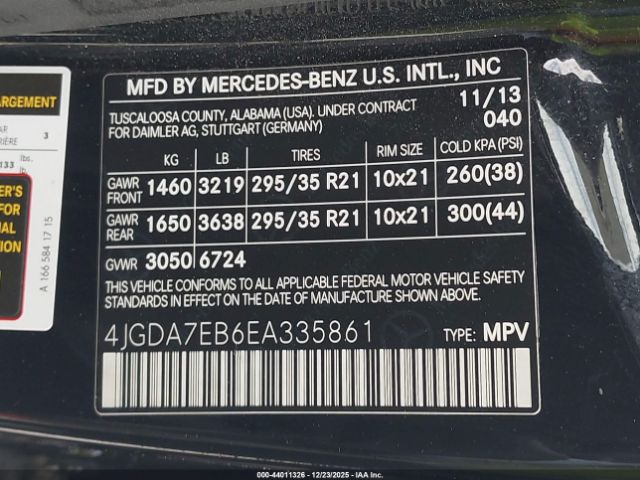 MFD BY MERCEDES-BENZ U.S. INTL., INC
TUSCALOOSA COUNTY, ALABAMA (USA). UNDER CONTRACT
FOR DAIMLER AG, STUTTGART (GERMANY)
11/13
040
KG LB TIRES RIM SIZE COLD KPA (PSI)
GAWR FRONT 1460 3219 295/35 R21 10x21 260(38)
GAWR REAR 1650 3638 295/35 R21 10x21 300(44)
GVWR 3050 6724
THIS VEHICLE CONFORMS TO ALL APPLICABLE FEDERAL MOTOR VEHICLE SAFETY
STANDARDS IN EFFECT ON THE DATE OF MANUFACTURE SHOWN ABOVE.
4JGDA7EB6EA335861
TYPE: MPV
ARGEMENT
3
133 lbs.
lb.
A 166 584 17 15
000-44011326 - 12/23/2025 -